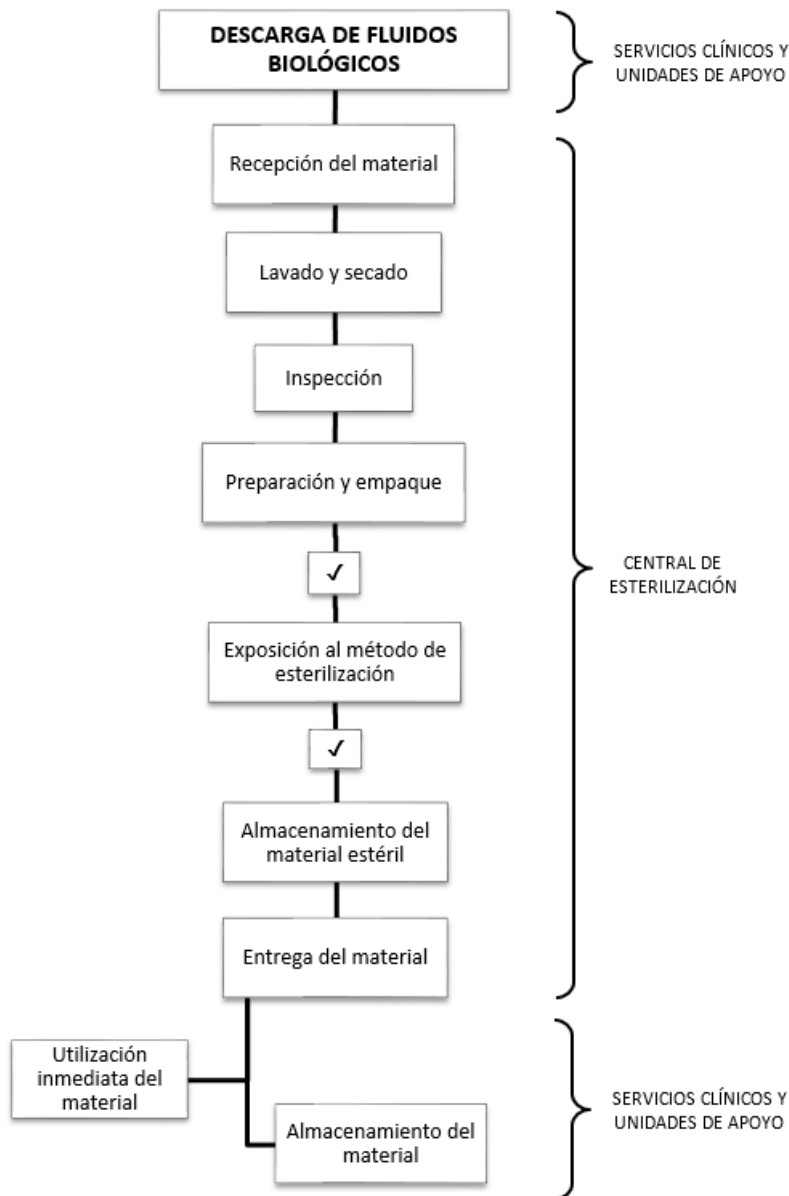 DESCARGA DE FLUIDOS
BIOLÓGICOS
SERVICIOS CLÍNICOS Y
UNIDADES DE APOYO
Recepción del material
Lavado y secado
Inspección
Preparación y empaque
✓
CENTRAL DE
ESTERILIZACIÓN
Exposición al método de
esterilización
✓
Almacenamiento del
material estéril
Entrega del material
Utilización
inmediata del
material
SERVICIOS CLÍNICOS Y
UNIDADES DE APOYO
Almacenamiento del
material